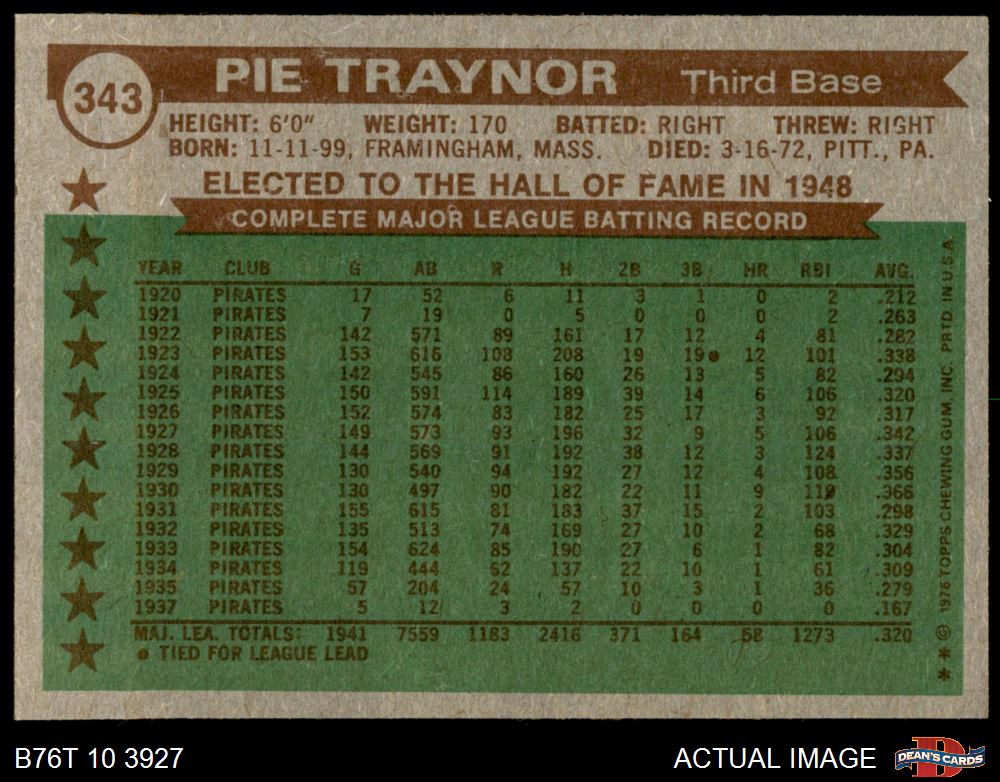 343
PIE TRAYNOR Third Base
HEIGHT: 6'0" WEIGHT: 170 BATTED: RIGHT THREW: RIGHT
BORN: 11-11-99, FRAMINGHAM, MASS. DIED: 3-16-72, PITT., PA.
ELECTED TO THE HALL OF FAME IN 1948
COMPLETE MAJOR LEAGUE BATTING RECORD
YEAR CLUB G AB R H 2B 3B HR RBI AVG.
1920 PIRATES 17 52 6 11 3 1 0 2 .212
1921 PIRATES 7 19 0 5 0 0 0 2 .263
1922 PIRATES 142 571 89 161 17 12 4 81 .282
1923 PIRATES 153 616 108 208 19 19● 12 101 .338
1924 PIRATES 142 545 86 160 26 13 5 82 .294
1925 PIRATES 150 591 114 189 39 14 6 106 .320
1926 PIRATES 152 574 83 182 25 17 3 92 .317
1927 PIRATES 149 573 93 196 32 9 5 106 .342
1928 PIRATES 144 569 91 192 38 12 3 124 .337
1929 PIRATES 130 540 94 192 27 12 4 108 .356
1930 PIRATES 130 497 90 182 22 11 9 119 .366
1931 PIRATES 155 615 81 183 37 15 2 103 .298
1932 PIRATES 135 513 74 169 27 10 2 68 .329
1933 PIRATES 154 624 85 190 27 6 1 82 .304
1934 PIRATES 119 444 62 137 22 10 1 61 .309
1935 PIRATES 57 204 24 57 10 3 1 36 .279
1937 PIRATES 5 12 3 2 0 0 0 0 .167
MAJ. LEA. TOTALS: 1941 7559 1183 2416 371 164 58 1273 .320
● TIED FOR LEAGUE LEAD
* * © 1976 TOPPS CHEWING GUM, INC. PRTD. IN U.S.A.
B76T 10 3927
ACTUAL IMAGE
D
DEAN'S CARDS